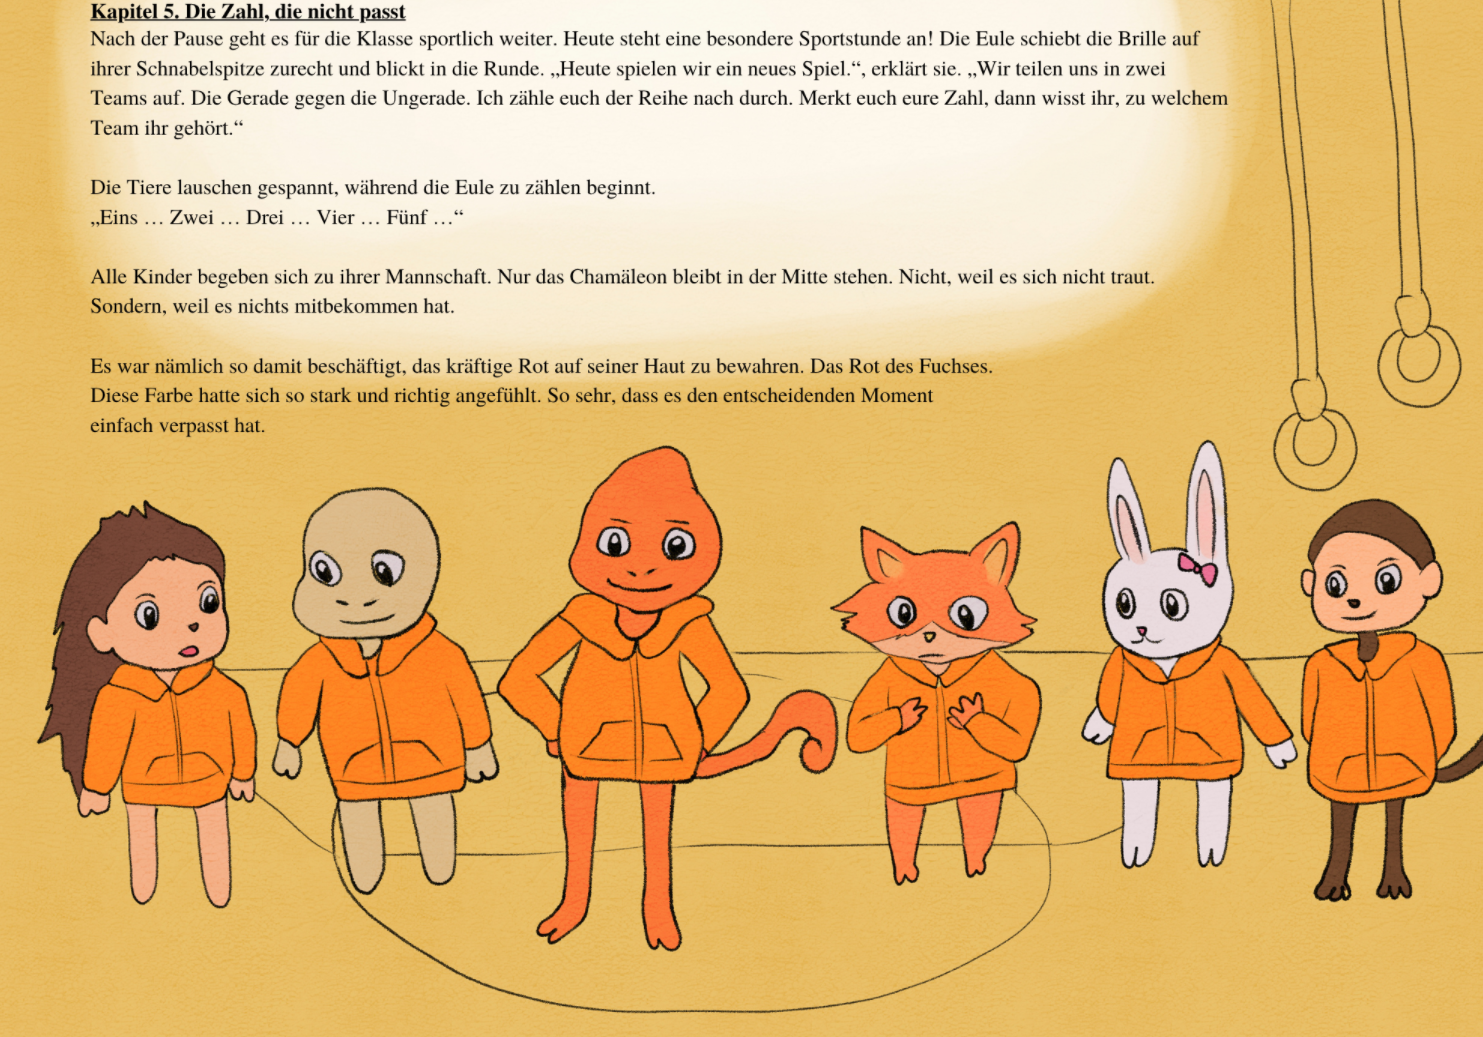 Kapitel 5. Die Zahl, die nicht passt
Nach der Pause geht es für die Klasse sportlich weiter. Heute steht eine besondere Sportstunde an! Die Eule schiebt die Brille auf
ihrer Schnabelspitze zurecht und blickt in die Runde. „Heute spielen wir ein neues Spiel.“, erklärt sie. „Wir teilen uns in zwei
Teams auf. Die Gerade gegen die Ungerade. Ich zähle euch der Reihe nach durch. Merkt euch eure Zahl, dann wisst ihr, zu welchem
Team ihr gehört.“
Die Tiere lauschen gespannt, während die Eule zu zählen beginnt.
„Eins … Zwei … Drei … Vier … Fünf …“
Alle Kinder begeben sich zu ihrer Mannschaft. Nur das Chamäleon bleibt in der Mitte stehen. Nicht, weil es sich nicht traut.
Sondern, weil es nichts mitbekommen hat.
Es war nämlich so damit beschäftigt, das kräftige Rot auf seiner Haut zu bewahren. Das Rot des Fuchses.
Diese Farbe hatte sich so stark und richtig angefühlt. So sehr, dass es den entscheidenden Moment
einfach verpasst hat.